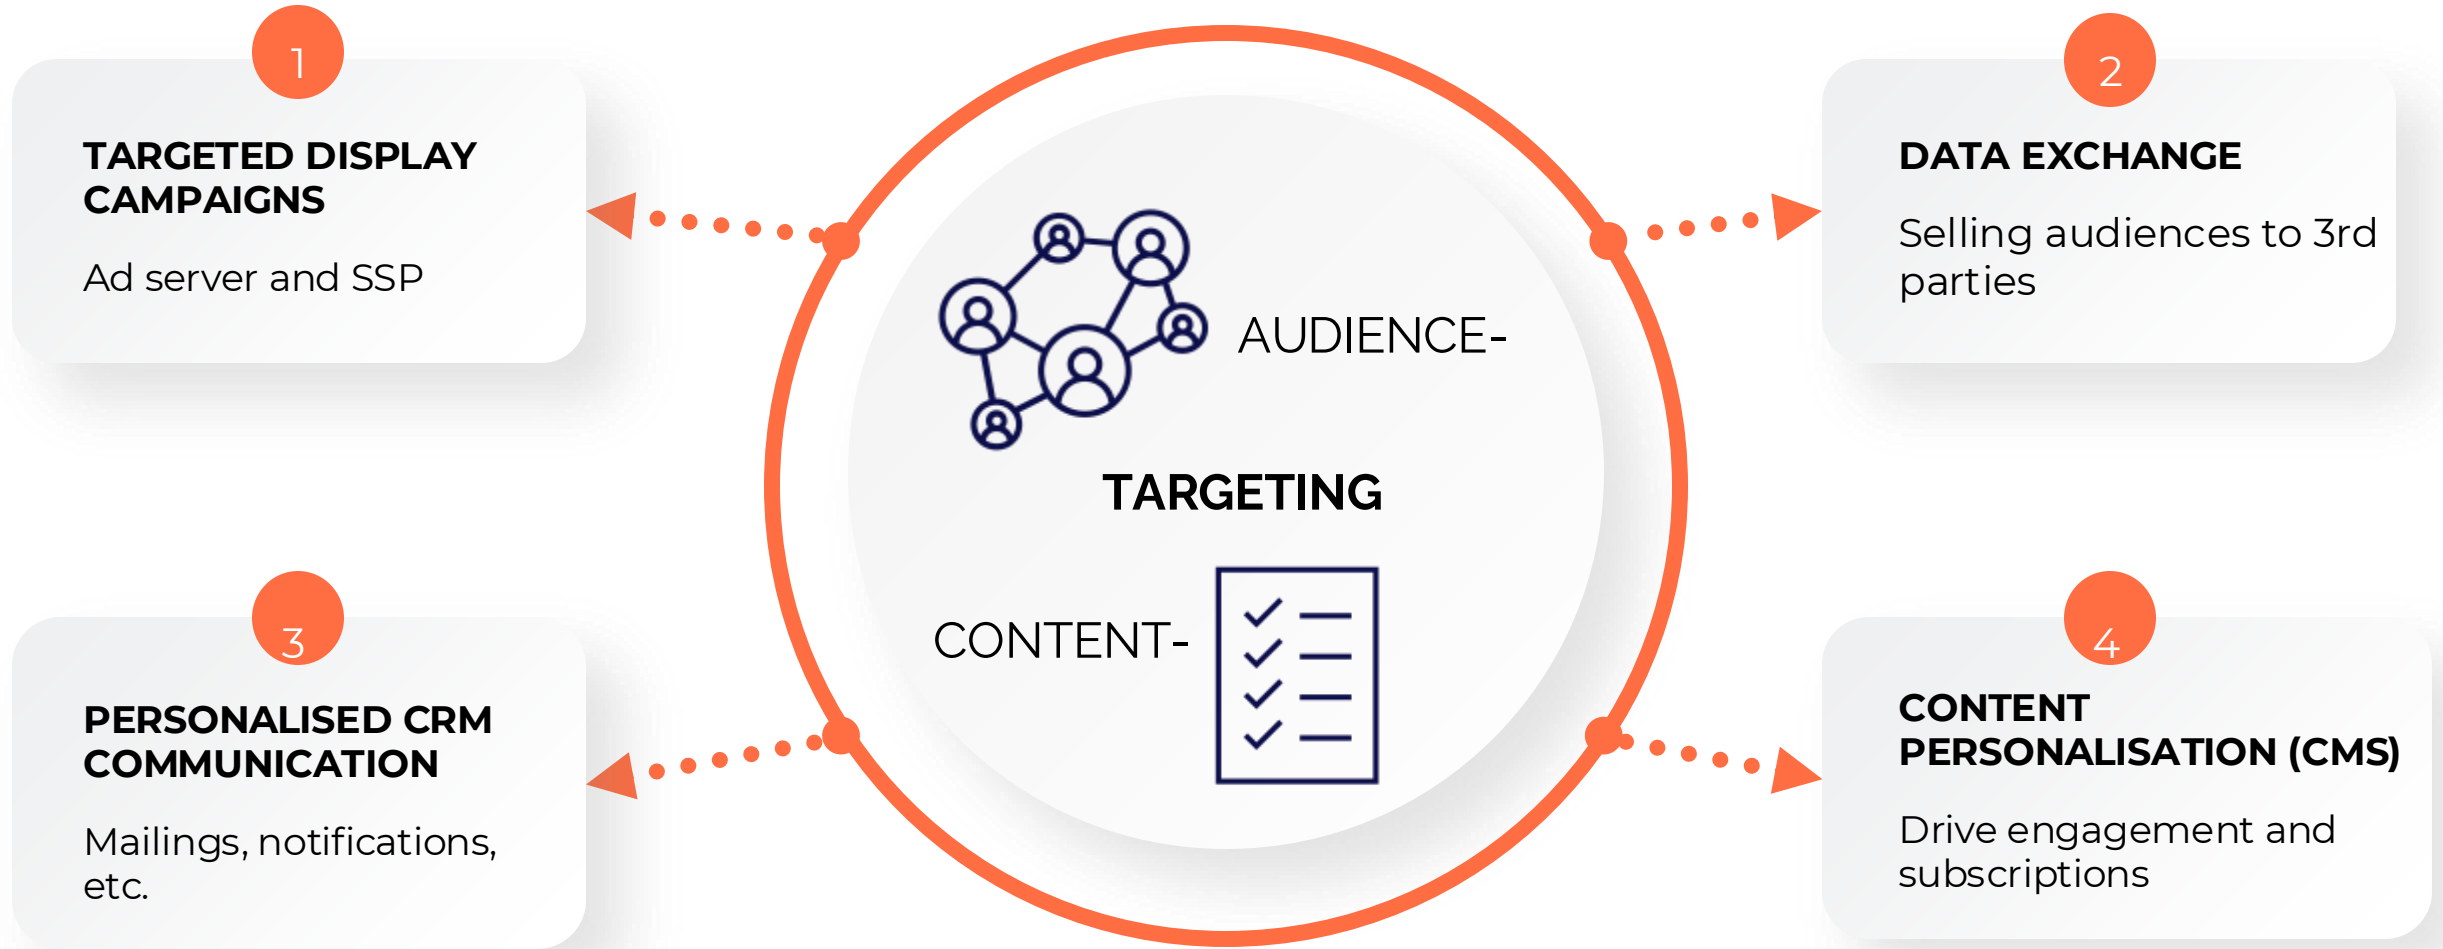 1
TARGETED DISPLAY
CAMPAIGNS
Ad server and SSP
2
DATA EXCHANGE
Selling audiences to 3rd
parties
AUDIENCE-
TARGETING
CONTENT-
3
PERSONALISED CRM
COMMUNICATION
Mailings, notifications,
etc.
4
CONTENT
PERSONALISATION (CMS)
Drive engagement and
subscriptions